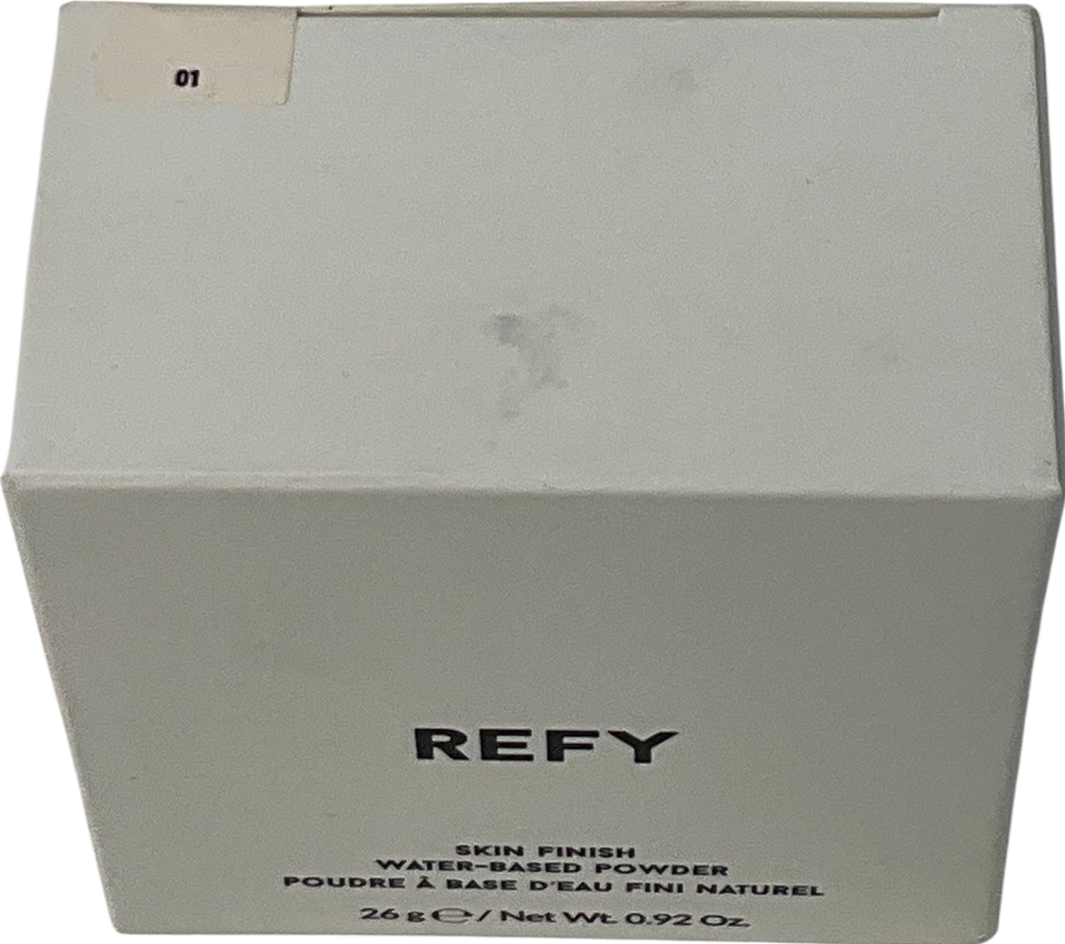 01
REFY
SKIN FINISH
WATER-BASED POWDER
POUDRE À BASE D'EAU FINI NATUREL
26 g ℮ / Net Wt. 0.92 Oz.